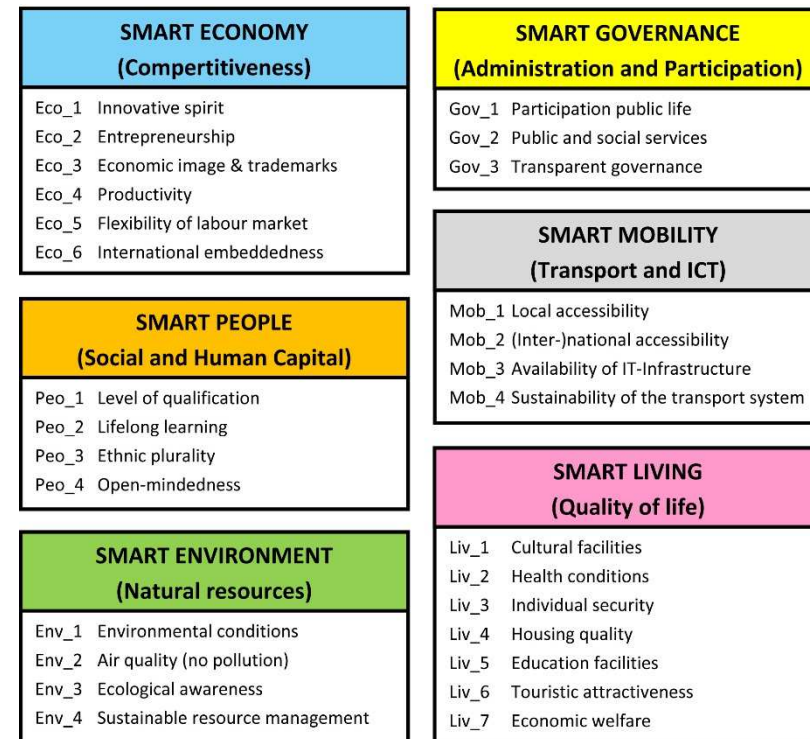 SMART ECONOMY
(Compertitiveness)
Eco_1 Innovative spirit
Eco_2 Entrepreneurship
Eco_3 Economic image & trademarks
Eco_4 Productivity
Eco_5 Flexibility of labour market
Eco_6 International embeddedness
SMART PEOPLE
(Social and Human Capital)
Peo_1 Level of qualification
Peo_2 Lifelong learning
Peo_3 Ethnic plurality
Peo_4 Open-mindedness
SMART ENVIRONMENT
(Natural resources)
Env_1 Environmental conditions
Env_2 Air quality (no pollution)
Env_3 Ecological awareness
Env_4 Sustainable resource management
SMART GOVERNANCE
(Administration and Participation)
Gov_1 Participation public life
Gov_2 Public and social services
Gov_3 Transparent governance
SMART MOBILITY
(Transport and ICT)
Mob_1 Local accessibility
Mob_2 (Inter-)national accessibility
Mob_3 Availability of IT-Infrastructure
Mob_4 Sustainability of the transport system
SMART LIVING
(Quality of life)
Liv_1 Cultural facilities
Liv_2 Health conditions
Liv_3 Individual security
Liv_4 Housing quality
Liv_5 Education facilities
Liv_6 Touristic attractiveness
Liv_7 Economic welfare